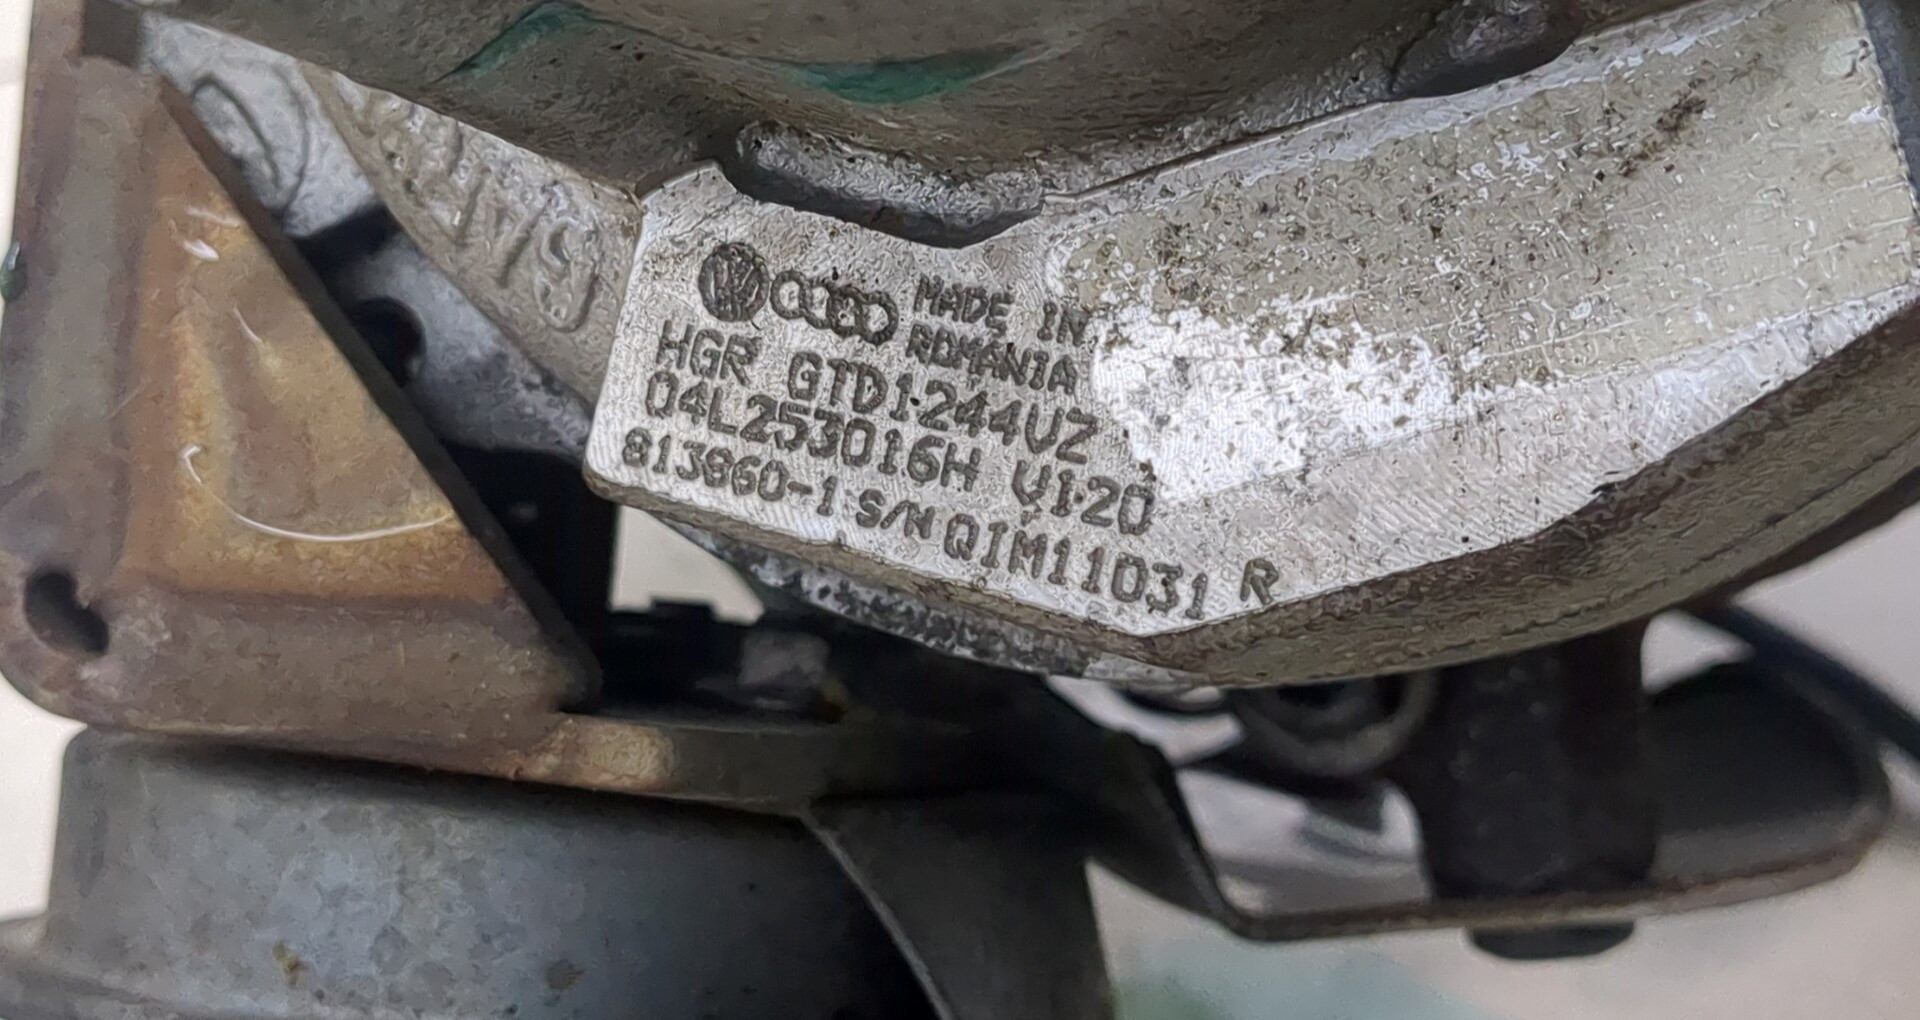 MADE IN
ROMANIA
HGR GTD1244VZ
04L253016H V1.20
813860-1 S/N QIM11031 R